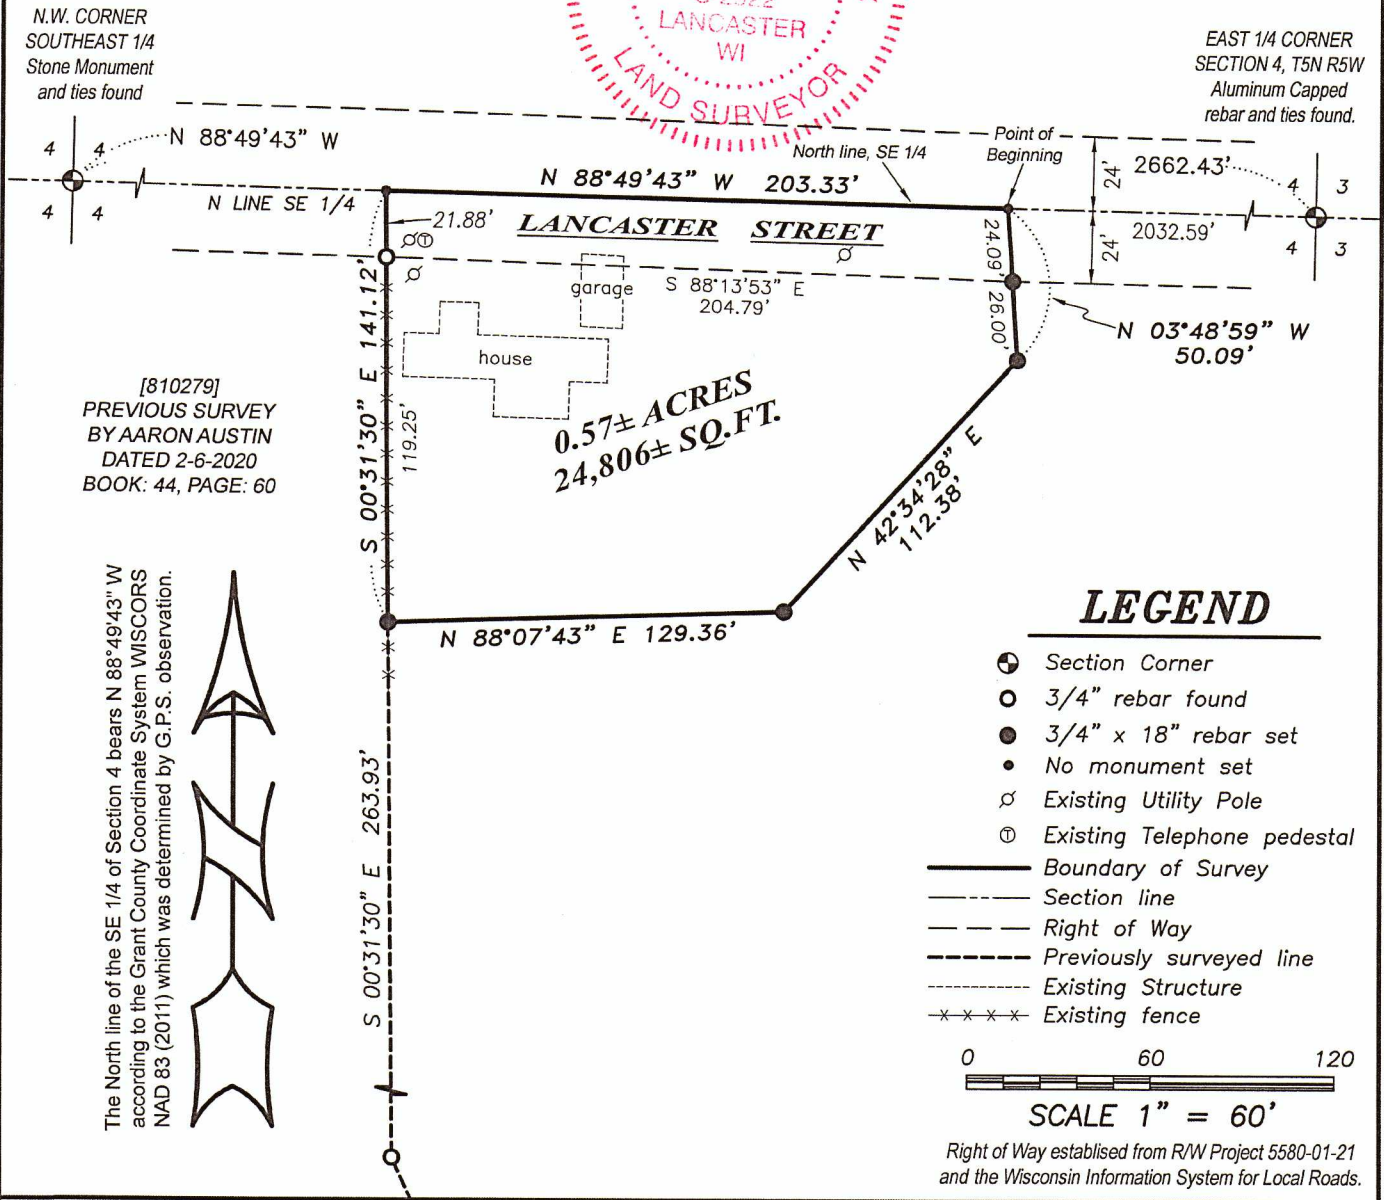 N.W. CORNER
SOUTHEAST 1/4
Stone Monument
and ties found
LANCASTER
WI
LAND SURVEYOR
EAST 1/4 CORNER
SECTION 4, T5N R5W
Aluminum Capped
rebar and ties found.
4 4
4 4
N 88°49'43" W
N LINE SE 1/4
N 88°49'43" W 203.33'
North line, SE 1/4
Point of
Beginning
24'
24'
2662.43'
2032.59'
4 3
4 3
21.88'
LANCASTER STREET
T
garage
house
S 88°13'53" E
204.79'
24.09'
26.00'
N 03°48'59" W
50.09'
S 00°31'30" E 141.12'
119.25'
0.57± ACRES
24,806± SQ.FT.
[810279]
PREVIOUS SURVEY
BY AARON AUSTIN
DATED 2-6-2020
BOOK: 44, PAGE: 60
N 42°34'28" E
112.38'
N 88°07'43" E 129.36'
S 00°31'30" E 263.93'
The North line of the SE 1/4 of Section 4 bears N 88°49'43" W
according to the Grant County Coordinate System WISCORS
NAD 83 (2011) which was determined by G.P.S. observation.
N
LEGEND
Section Corner
3/4" rebar found
3/4" x 18" rebar set
No monument set
Existing Utility Pole
T Existing Telephone pedestal
Boundary of Survey
Section line
Right of Way
Previously surveyed line
Existing Structure
Existing fence
0 60 120
SCALE 1" = 60'
Right of Way establised from R/W Project 5580-01-21
and the Wisconsin Information System for Local Roads.